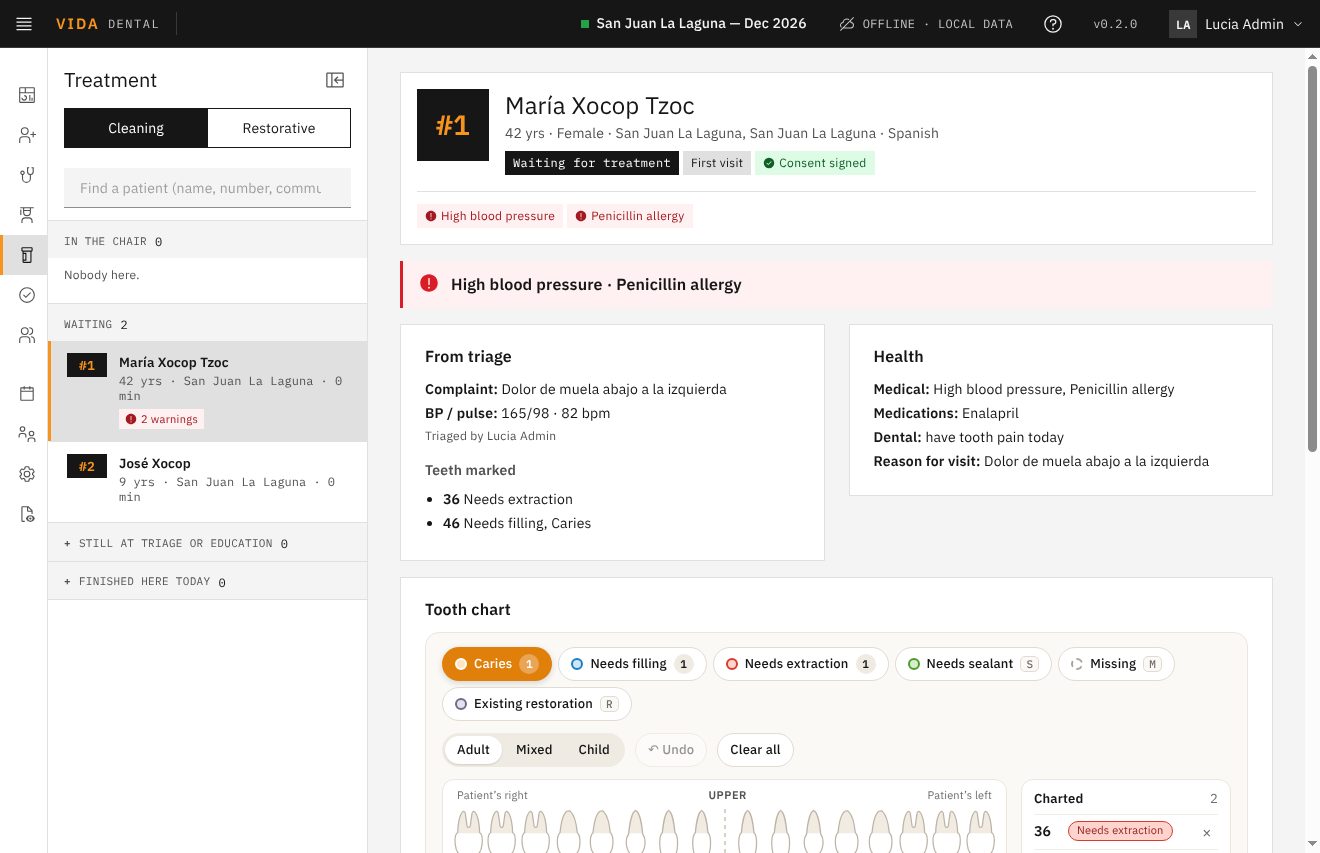 VIDA DENTAL
San Juan La Laguna — Dec 2026
OFFLINE · LOCAL DATA
v0.2.0
LA
Lucia Admin
Treatment
Cleaning
Restorative
Find a patient (name, number, commu
IN THE CHAIR 0
Nobody here.
WAITING 2
#1
María Xocop Tzoc
42 yrs · San Juan La Laguna · 0
min
2 warnings
#2
José Xocop
9 yrs · San Juan La Laguna · 0
min
+ STILL AT TRIAGE OR EDUCATION 0
+ FINISHED HERE TODAY 0
#1
María Xocop Tzoc
42 yrs · Female · San Juan La Laguna, San Juan La Laguna · Spanish
Waiting for treatment
First visit
Consent signed
High blood pressure
Penicillin allergy
High blood pressure · Penicillin allergy
From triage
Complaint: Dolor de muela abajo a la izquierda
BP / pulse: 165/98 · 82 bpm
Triaged by Lucia Admin
Teeth marked
• 36 Needs extraction
• 46 Needs filling, Caries
Health
Medical: High blood pressure, Penicillin allergy
Medications: Enalapril
Dental: have tooth pain today
Reason for visit: Dolor de muela abajo a la izquierda
Tooth chart
Caries 1
Needs filling 1
Needs extraction 1
Needs sealant S
Missing M
Existing restoration R
Adult
Mixed
Child
↶ Undo
Clear all
Patient's right
UPPER
Patient's left
Charted 2
36 Needs extraction ×